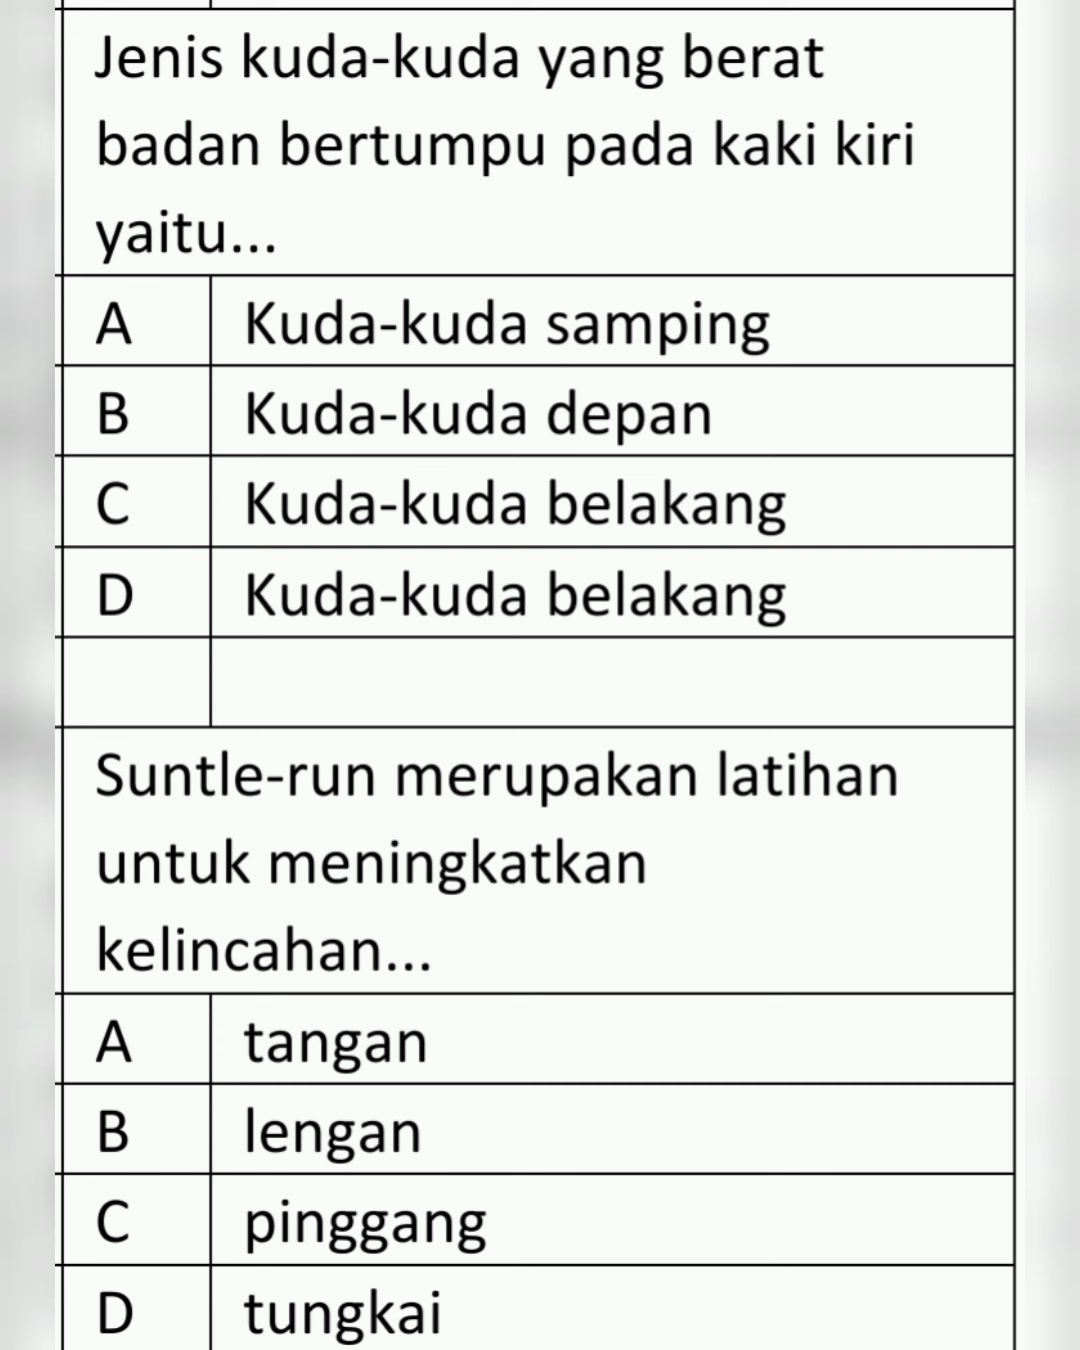 Jenis kuda-kuda yang berat
badan bertumpu pada kaki kiri
yaitu...
A Kuda-kuda samping
B Kuda-kuda depan
C Kuda-kuda belakang
D Kuda-kuda belakang
Suntle-run merupakan latihan
untuk meningkatkan
kelincahan...
A tangan
B lengan
C pinggang
D tungkai